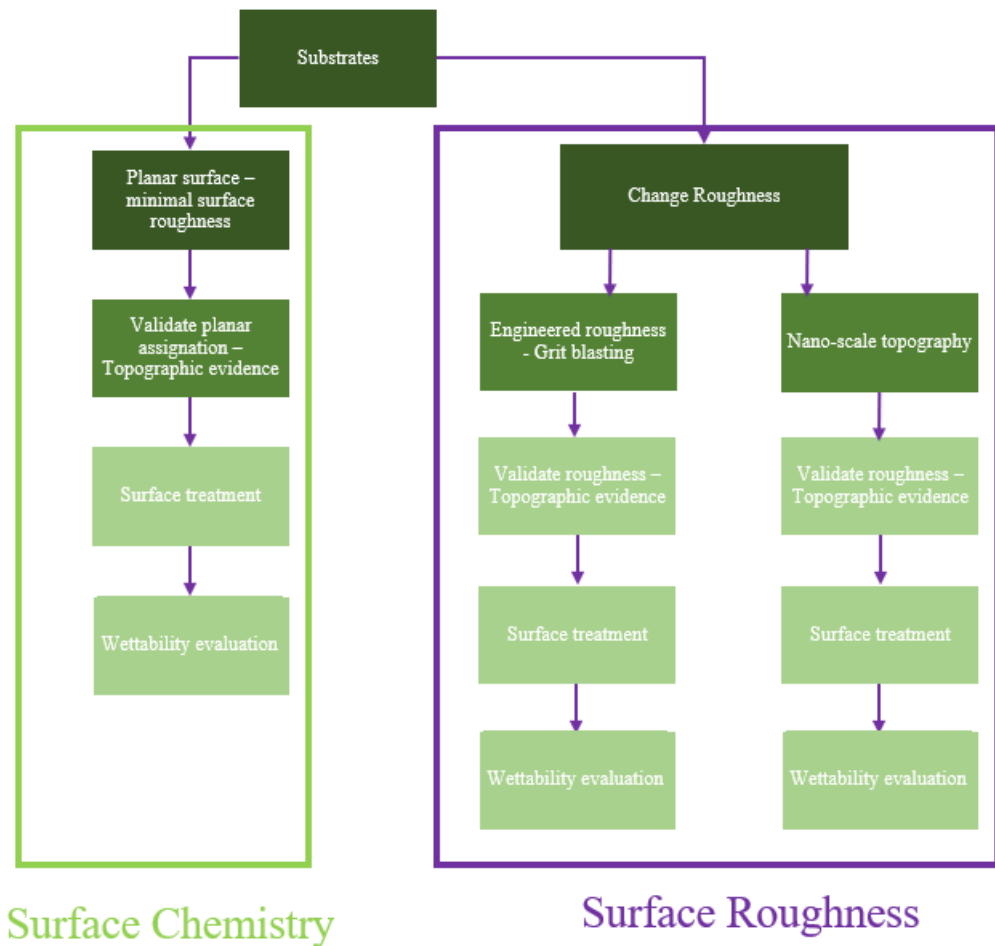 Substrates
Planar surface –
minimal surface
roughness
Validate planar
assignation –
Topographic evidence
Surface treatment
Wettability evaluation
Change Roughness
Engineered roughness
- Grit blasting
Validate roughness –
Topographic evidence
Surface treatment
Wettability evaluation
Nano-scale topography
Validate roughness –
Topographic evidence
Surface treatment
Wettability evaluation
Surface Chemistry
Surface Roughness